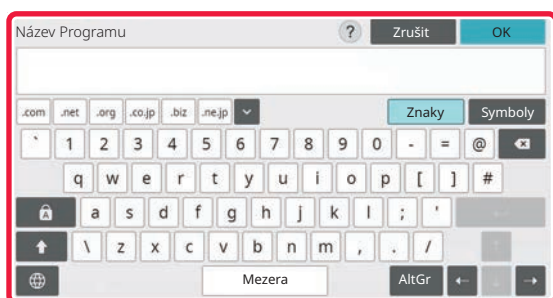 Název Programu ? Zrušit OK
.com .net .org .co.jp .biz .ne.jp Znaky Symboly
` 1 2 3 4 5 6 7 8 9 0 - = @
q w e r t y u i o p [ ] #
A a s d f g h j k l ; '
\ z x c v b n m , . /
Mezera AltGr